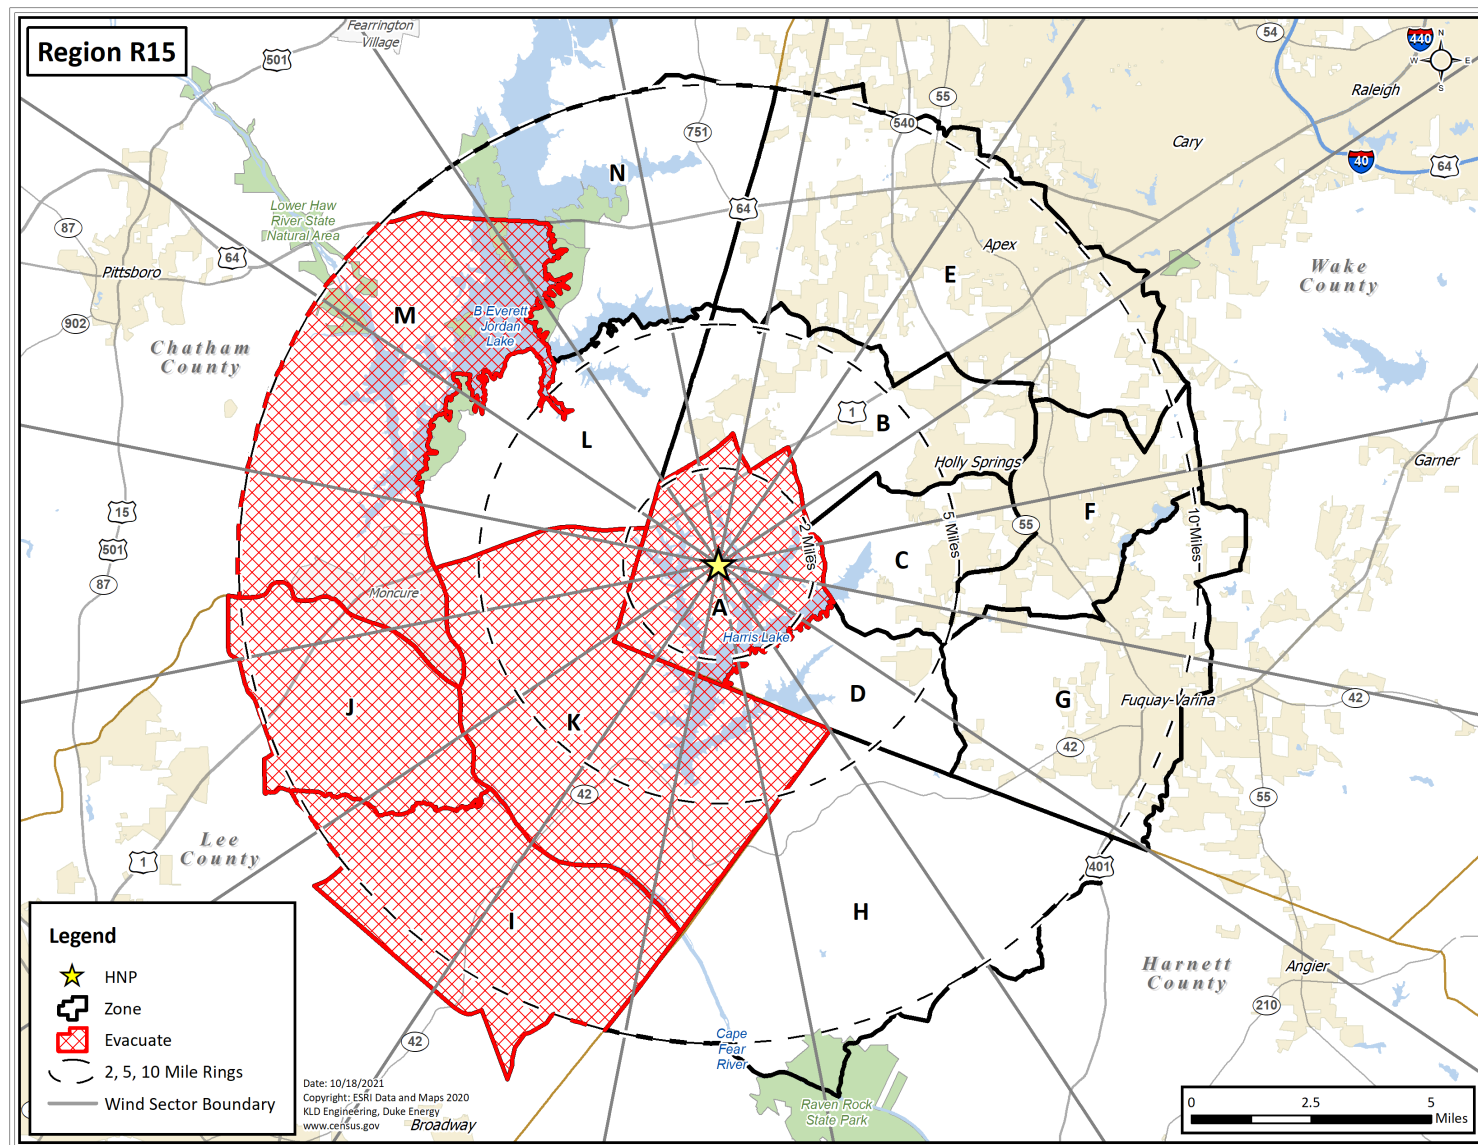 Region R15
Fearrington
Village
501
54
440
N
W
E
S
Raleigh
55
540
751
Cary
40
64
N
64
Lower Haw
River State
Natural Area
87
64
Pittsboro
Apex
E
Wake
County
902
M
B Everett
Jordan
Lake
Chatham
County
1
B
L
Holly Springs
Garner
15
5 Miles
10 Miles
F
55
2 Miles
501
C
87
Moncure
A
Harris Lake
D
G
Fuquay-Varina
42
J
K
42
42
55
Lee
County
1
401
I
H
Harnett
County
Angier
210
42
Cape
Fear
River
Raven Rock
State Park
Broadway
Legend
HNP
Zone
Evacuate
2, 5, 10 Mile Rings
Wind Sector Boundary
Date: 10/18/2021
Copyright: ESRI Data and Maps 2020
KLD Engineering, Duke Energy
www.census.gov
0
2.5
5
Miles